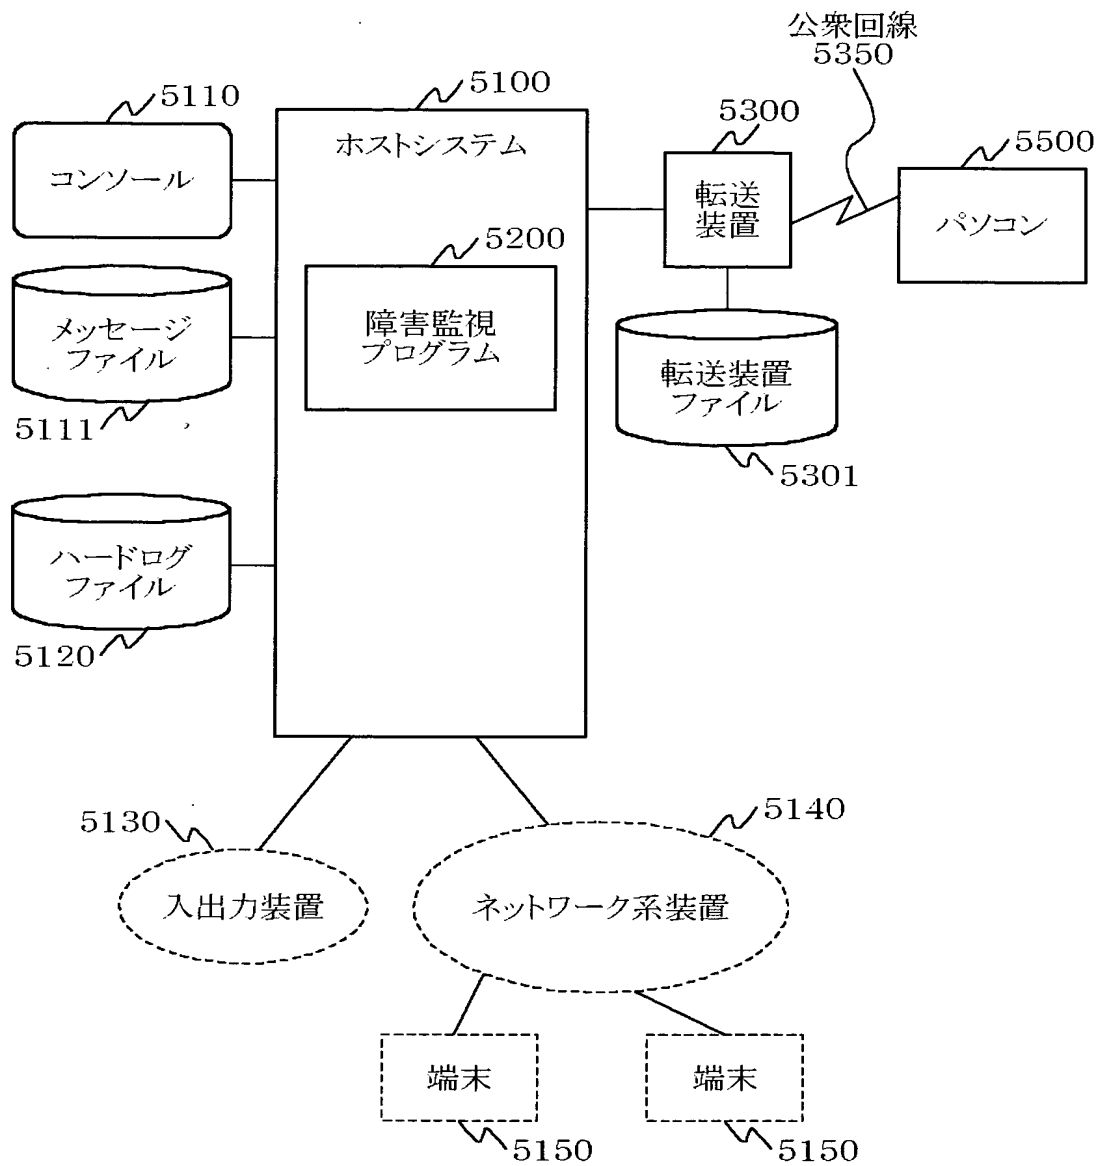 公衆回線
5350
5110
5100
5300
5500
コンソール
ホストシステム
転送
装置
パソコン
5200
メッセージ
ファイル
障害監視
プログラム
転送装置
ファイル
5111
5301
ハードログ
ファイル
5120
5130
5140
入出力装置
ネットワーク系装置
端末
端末
5150
5150